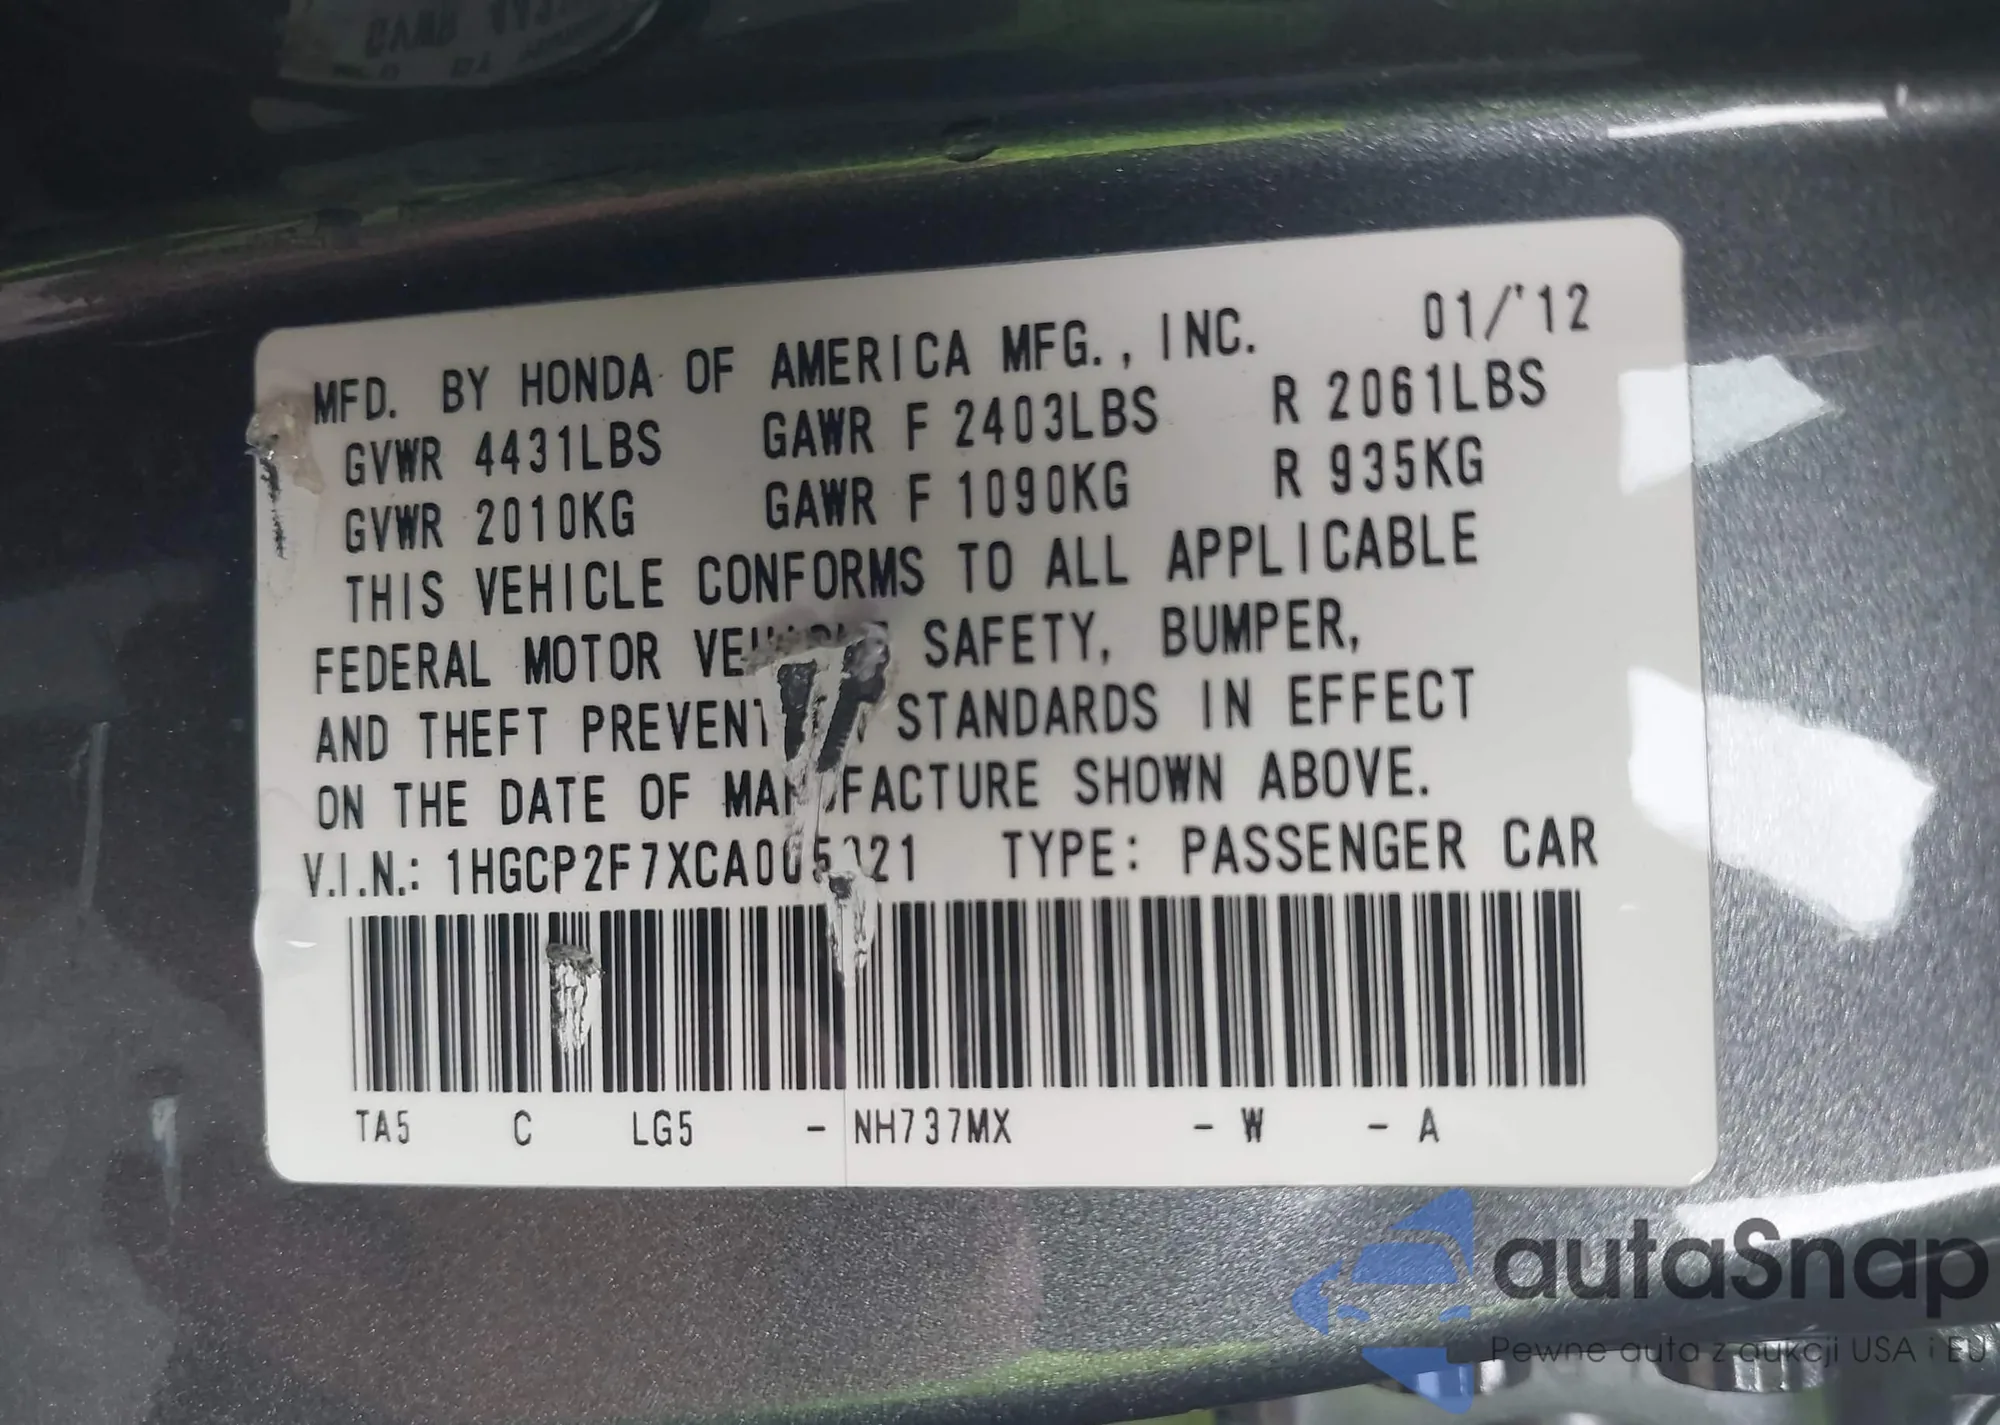 MFD. BY HONDA OF AMERICA MFG., INC. 01/'12
GVWR 4431LBS GAWR F 2403LBS R 2061LBS
GVWR 2010KG GAWR F 1090KG R 935KG
THIS VEHICLE CONFORMS TO ALL APPLICABLE
FEDERAL MOTOR SAFETY, BUMPER,
AND THEFT STANDARDS IN EFFECT
ON THE DATE OF SHOWN ABOVE.
V.I.N.: TYPE: PASSENGER CAR
TA5 C LG5 - NH737MX - W - A
autaSnap
Pewne auta z aukcji USA i EU